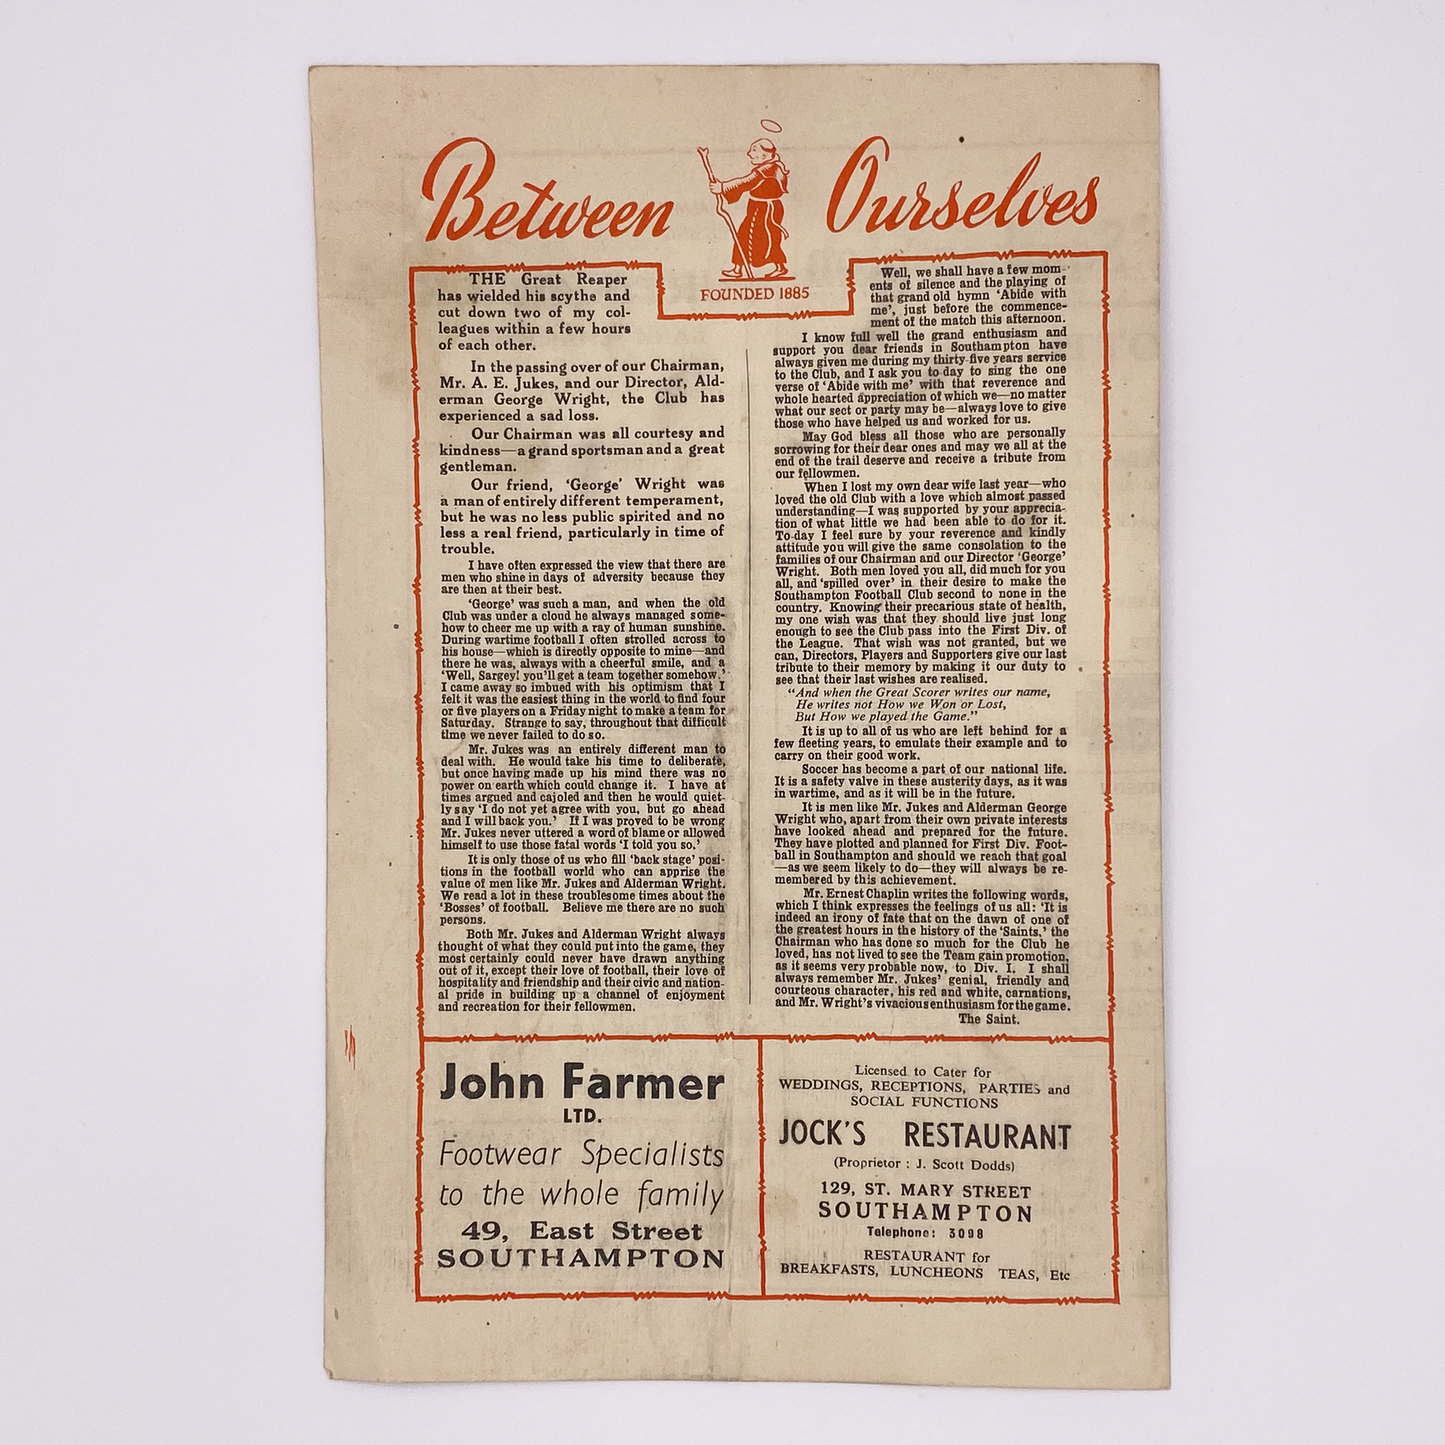 Between Ourselves
FOUNDED 1885
THE Great Reaper
has wielded his scythe and
cut down two of my col-
leagues within a few hours
of each other.
In the passing over of our Chairman,
Mr. A. E. Jukes, and our Director, Ald-
erman George Wright, the Club has
experienced a sad loss.
Our Chairman was all courtesy and
kindness—a grand sportsman and a great
gentleman.
Our friend, 'George' Wright was
a man of entirely different temperament,
but he was no less public spirited and no
less a real friend, particularly in time of
trouble.
I have often expressed the view that there are
men who shine in days of adversity because they
are then at their best.
'George' was such a man, and when the old
Club was under a cloud he always managed some-
how to cheer me up with a ray of human sunshine.
During wartime football I often strolled across to
his house—which is directly opposite to mine—and
there he was, always with a cheerful smile, and a
'Well, Sargey! you'll get a team together somehow.'
I came away so imbued with his optimism that I
felt it was the easiest thing in the world to find four
or five players on a Friday night to make a team for
Saturday. Strange to say, throughout that difficult
time we never failed to do so.
Mr. Jukes was an entirely different man to
deal with. He would take his time to deliberate,
but once having made up his mind there was no
power on earth which could change it. I have at
times argued and cajoled and then he would quiet-
ly say 'I do not yet agree with you, but go ahead
and I will back you.' If I was proved to be wrong
Mr. Jukes never uttered a word of blame or allowed
himself to use those fatal words 'I told you so.'
It is only those of us who fill 'back stage' posi-
tions in the football world who can apprise the
value of men like Mr. Jukes and Alderman Wright.
We read a lot in these troublesome times about the
'Bosses' of football. Believe me there are no such
persons.
Both Mr. Jukes and Alderman Wright always
thought of what they could put into the game, they
most certainly could never have drawn anything
out of it, except their love of football, their love of
hospitality and friendship and their civic and nation-
al pride in building up a channel of enjoyment
and recreation for their fellowmen.
Well, we shall have a few mom-
ents of silence and the playing of
that grand old hymn 'Abide with
me', just before the commence-
ment of the match this afternoon.
I know full well the grand enthusiasm and
support you dear friends in Southampton have
always given me during my thirty-five years service
to the Club, and I ask you to-day to sing the one
verse of 'Abide with me' with that reverence and
whole hearted appreciation of which we—no matter
what our sect or party may be—always love to give
those who have helped us and worked for us.
May God bless all those who are personally
sorrowing for their dear ones and may we all at the
end of the trail deserve and receive a tribute from
our fellowmen.
When I lost my own dear wife last year—who
loved the old Club with a love which almost passed
understanding—I was supported by your apprecia-
tion of what little we had been able to do for it.
To-day I feel sure by your reverence and kindly
attitude you will give the same consolation to the
families of our Chairman and our Director 'George'
Wright. Both men loved you all, did much for you
all, and 'spilled over' in their desire to make the
Southampton Football Club second to none in the
country. Knowing their precarious state of health,
my one wish was that they should live just long
enough to see the Club pass into the First Div. of
the League. That wish was not granted, but we
can, Directors, Players and Supporters give our last
tribute to their memory by making it our duty to
see that their last wishes are realised.
"And when the Great Scorer writes our name,
He writes not How we Won or Lost,
But How we played the Game."
It is up to all of us who are left behind for a
few fleeting years, to emulate their example and to
carry on their good work.
Soccer has become a part of our national life.
It is a safety valve in these austerity days, as it was
in wartime, and as it will be in the future.
It is men like Mr. Jukes and Alderman George
Wright who, apart from their own private interests
have looked ahead and prepared for the future.
They have plotted and planned for First Div. Foot-
ball in Southampton and should we reach that goal
—as we seem likely to do—they will always be re-
membered by this achievement.
Mr. Ernest Chaplin writes the following words,
which I think expresses the feelings of us all: 'It is
indeed an irony of fate that on the dawn of one of
the greatest hours in the history of the 'Saints,' the
Chairman who has done so much for the Club he
loved, has not lived to see the Team gain promotion,
as it seems very probable now, to Div. I. I shall
always remember Mr. Jukes' genial, friendly and
courteous character, his red and white, carnations,
and Mr. Wright's vivacious enthusiasm for the game.
The Saint.
John Farmer
LTD.
Footwear Specialists
to the whole family
49, East Street
SOUTHAMPTON
Licensed to Cater for
WEDDINGS, RECEPTIONS, PARTIES and
SOCIAL FUNCTIONS
JOCK'S RESTAURANT
(Proprietor : J. Scott Dodds)
129, ST. MARY STREET
SOUTHAMPTON
Telephone: 3098
RESTAURANT for
BREAKFASTS, LUNCHEONS TEAS, Etc